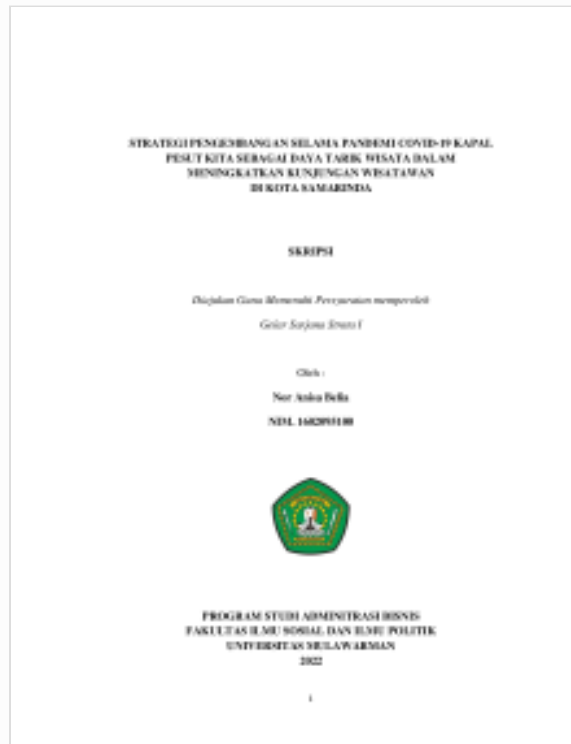 STRATEGI PENGEMBANGAN SELAMA PANDEMI COVID-19 KAPAL
PESUT KITA SEBAGAI DAYA TARIK WISATA DALAM
MENINGKATKAN KUNJUNGAN WISATAWAN
DI KOTA SAMARINDA
SKRIPSI
Diajukan Guna Memenuhi Persyaratan memperoleh
Gelar Sarjana Strata I
Oleh :
Nor Anisa Bella
NIM.
PROGRAM STUDI ADMINITRASI BISNIS
FAKULTAS ILMU SOSIAL DAN ILMU POLITIK
UNIVERSITAS MULAWARMAN
2022
i